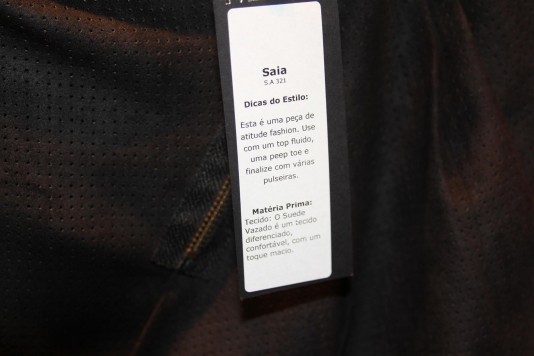 Saia
S.A 321
Dicas do Estilo:
Esta é uma peça de
atitude fashion. Use
com um top fluido,
uma peep toe e
finalize com várias
pulseiras.
Matéria Prima:
Tecido: O Suede
Vazado é um tecido
diferenciado,
confortável, com um
toque macio.